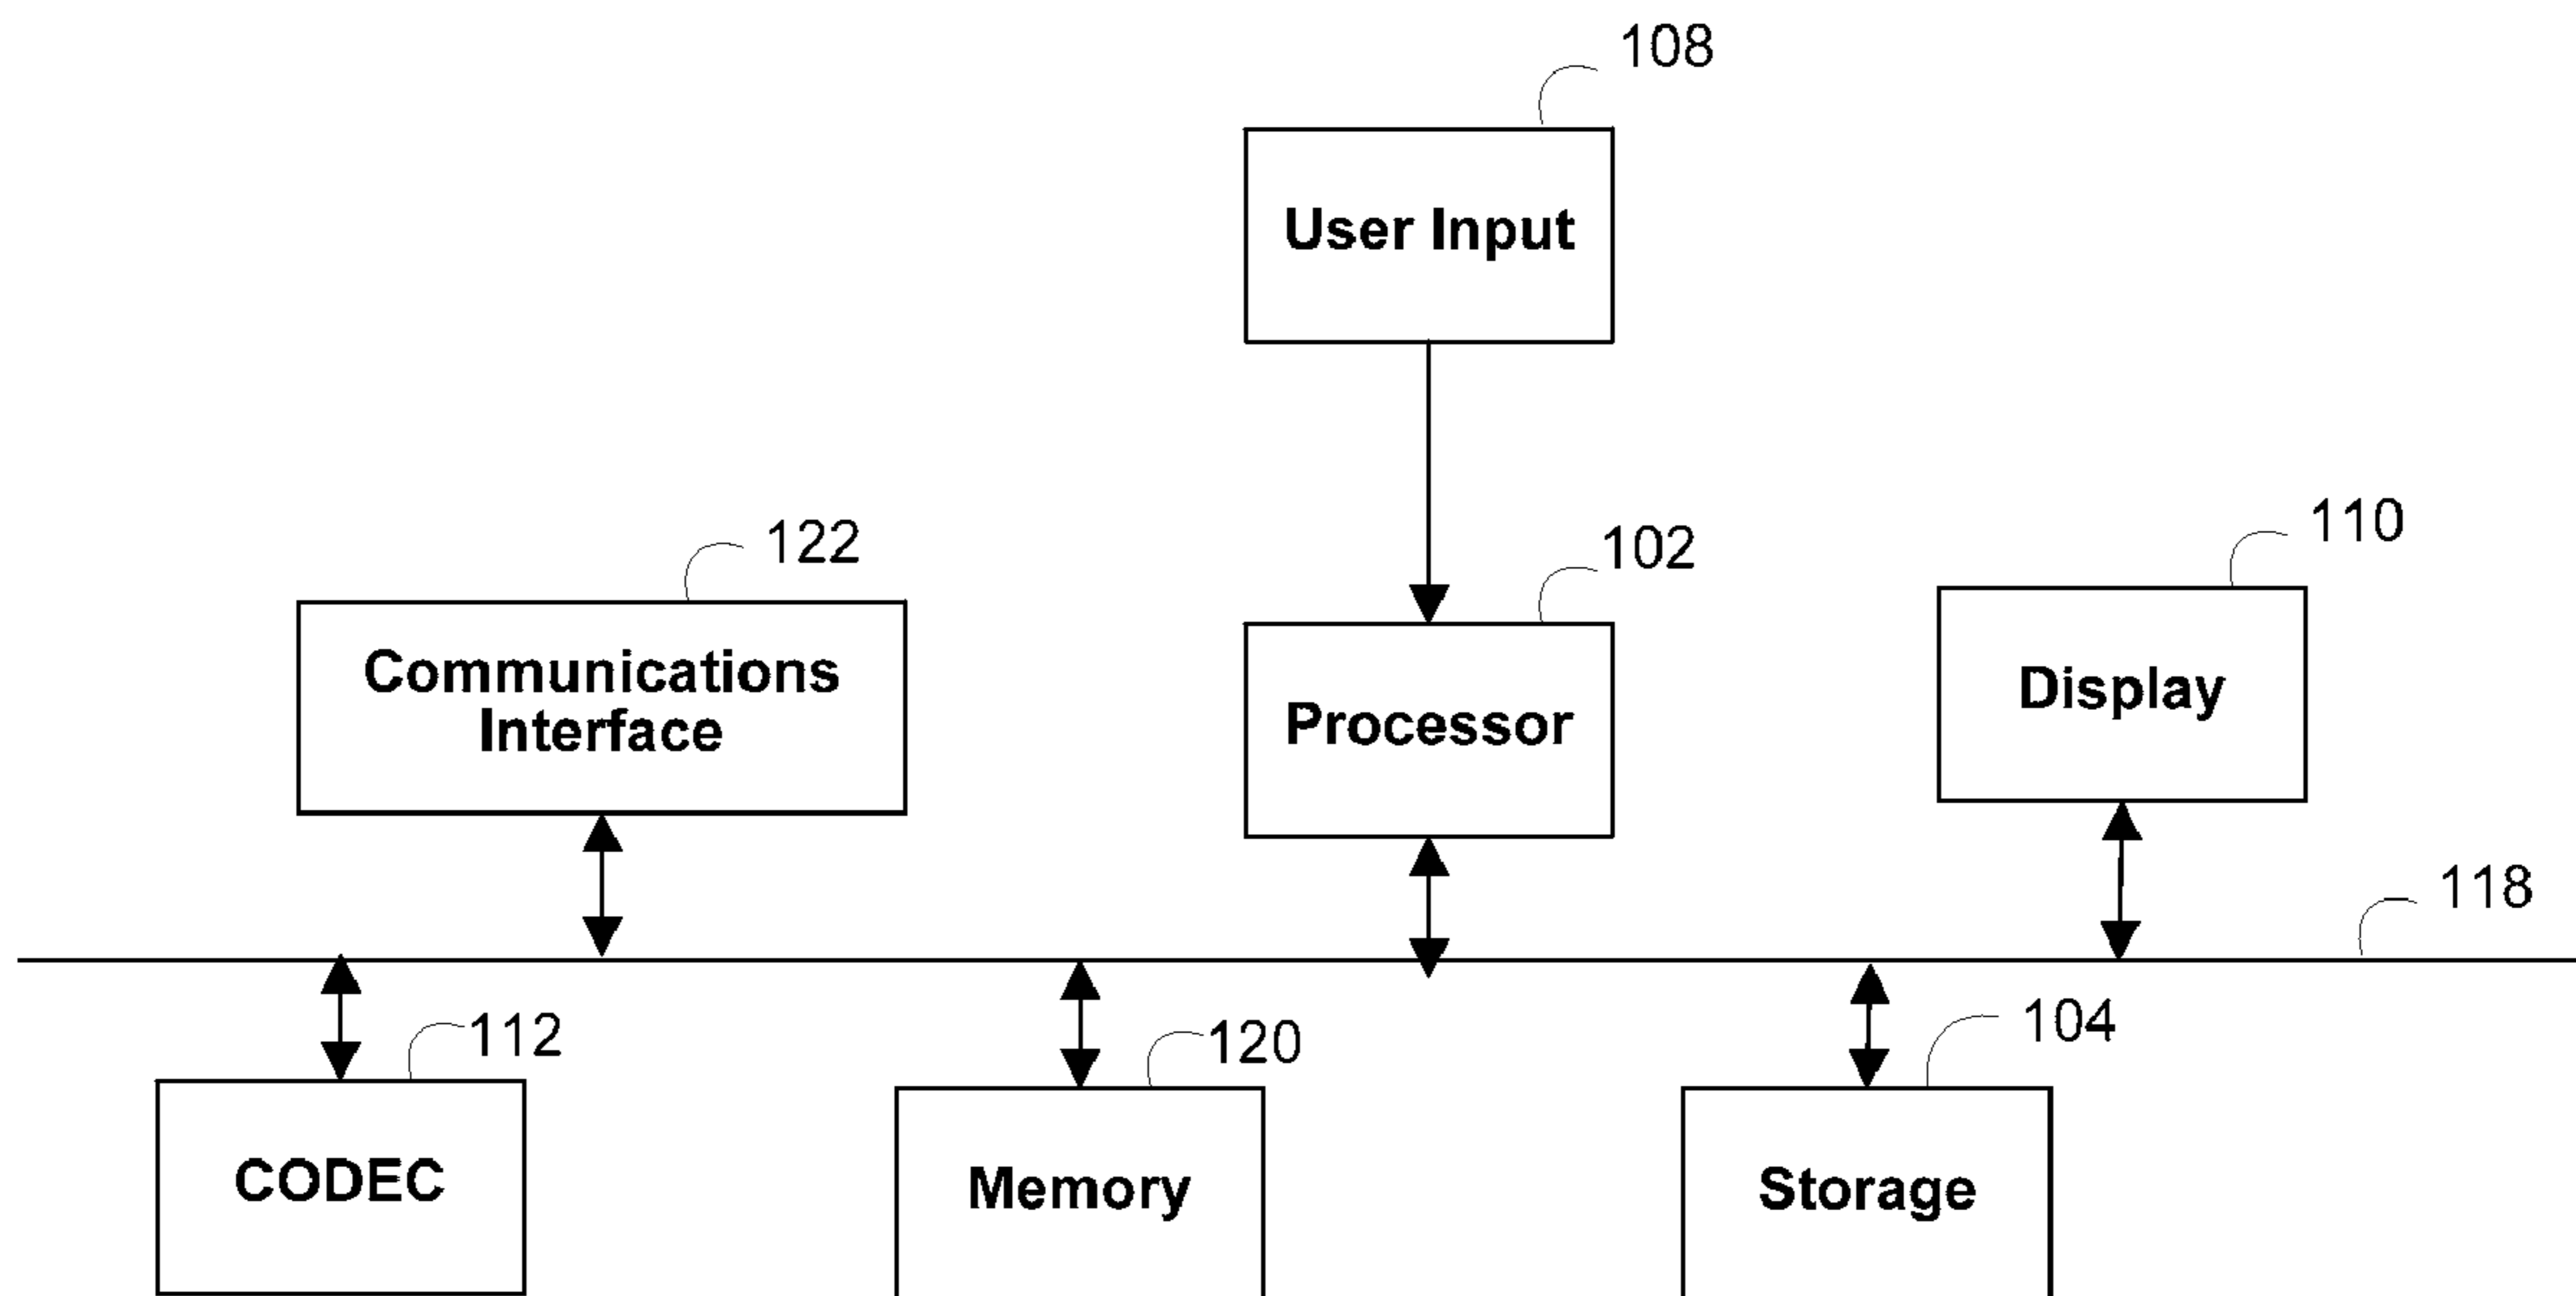 108
User Input
122
102
110
Communications
Interface
Processor
Display
118
112
120
104
CODEC
Memory
Storage